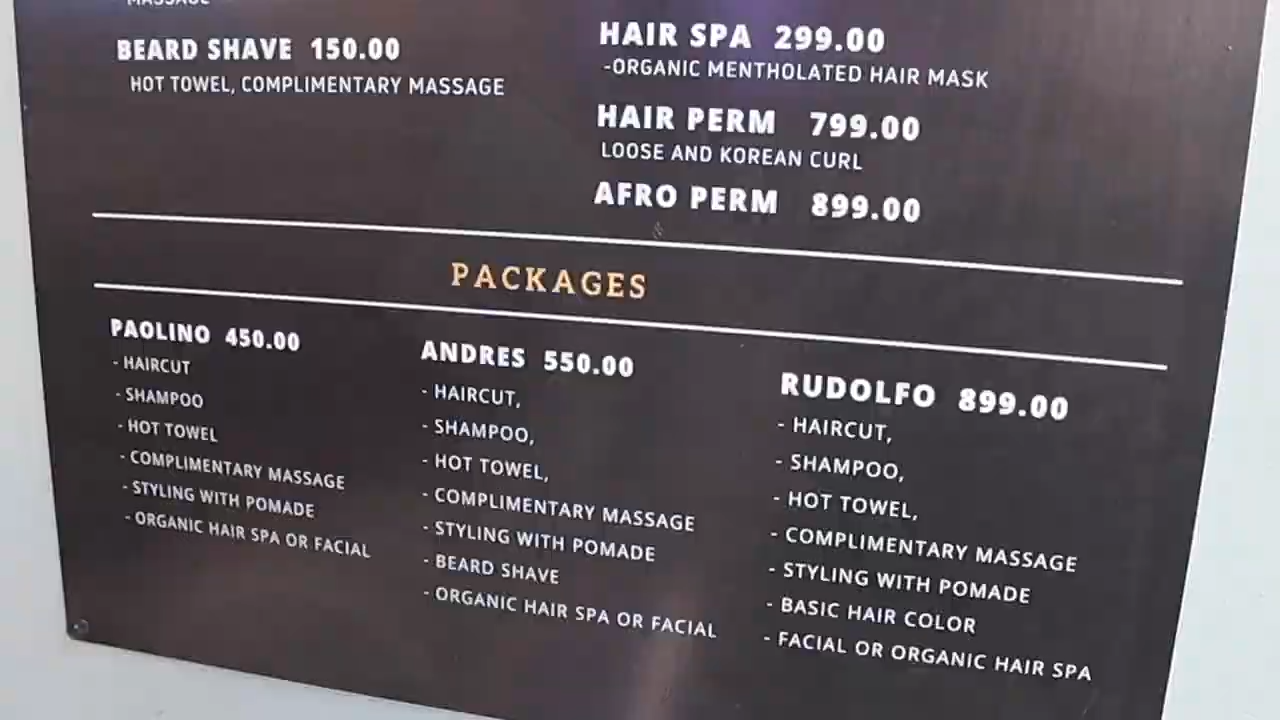 MASSAGE
BEARD SHAVE 150.00
HOT TOWEL, COMPLIMENTARY MASSAGE
HAIR SPA 299.00
-ORGANIC MENTHOLATED HAIR MASK
HAIR PERM 799.00
LOOSE AND KOREAN CURL
AFRO PERM 899.00
PACKAGES
PAOLINO 450.00
- HAIRCUT
- SHAMPOO
- HOT TOWEL
- COMPLIMENTARY MASSAGE
- STYLING WITH POMADE
- ORGANIC HAIR SPA OR FACIAL
ANDRES 550.00
- HAIRCUT,
- SHAMPOO,
- HOT TOWEL,
- COMPLIMENTARY MASSAGE
- STYLING WITH POMADE
- BEARD SHAVE
- ORGANIC HAIR SPA OR FACIAL
RUDOLFO 899.00
- HAIRCUT,
- SHAMPOO,
- HOT TOWEL,
- COMPLIMENTARY MASSAGE
- STYLING WITH POMADE
- BASIC HAIR COLOR
- FACIAL OR ORGANIC HAIR SPA